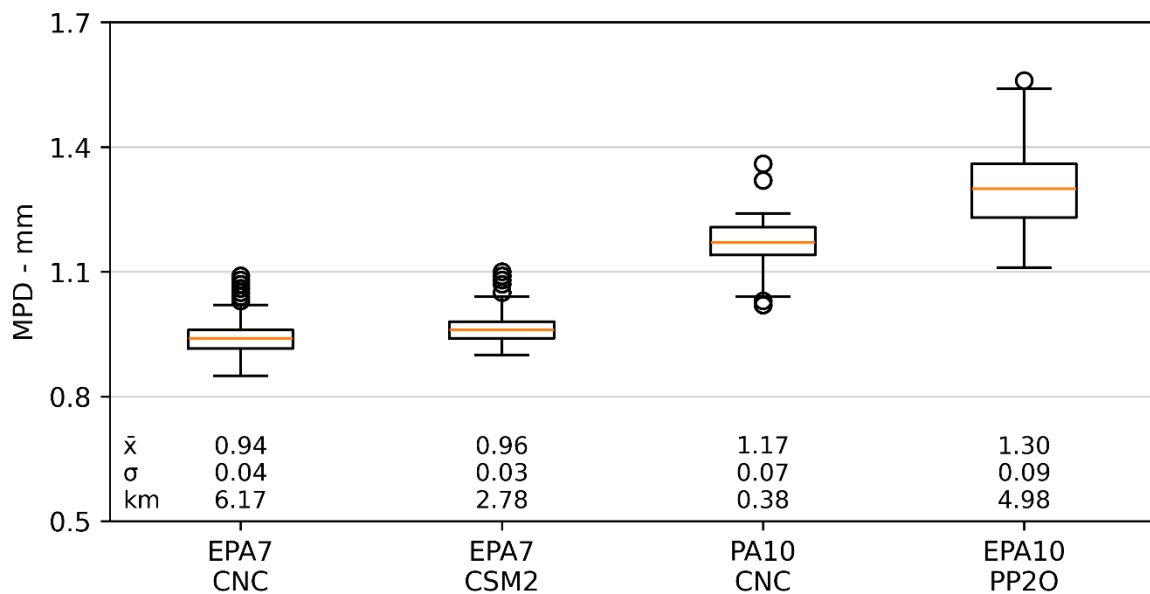 1.7
1.4
1.1
0.8
0.5
MPD - mm
x̄ 0.94 0.96 1.17 1.30
σ 0.04 0.03 0.07 0.09
km 6.17 2.78 0.38 4.98
EPA7 EPA7 PA10 EPA10
CNC CSM2 CNC PP2O